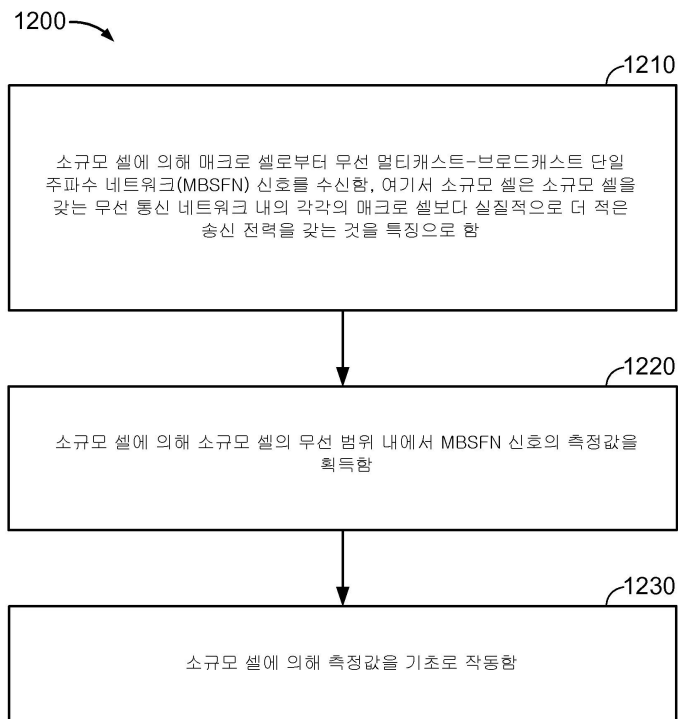 1200
1210
소규모 셀에 의해 매크로 셀로부터 무선 멀티캐스트-브로드캐스트 단일
주파수 네트워크(MBSFN) 신호를 수신함, 여기서 소규모 셀은 소규모 셀을
갖는 무선 통신 네트워크 내의 각각의 매크로 셀보다 실질적으로 더 적은
송신 전력을 갖는 것을 특징으로 함
1220
소규모 셀에 의해 소규모 셀의 무선 범위 내에서 MBSFN 신호의 측정값을
획득함
1230
소규모 셀에 의해 측정값을 기초로 작동함